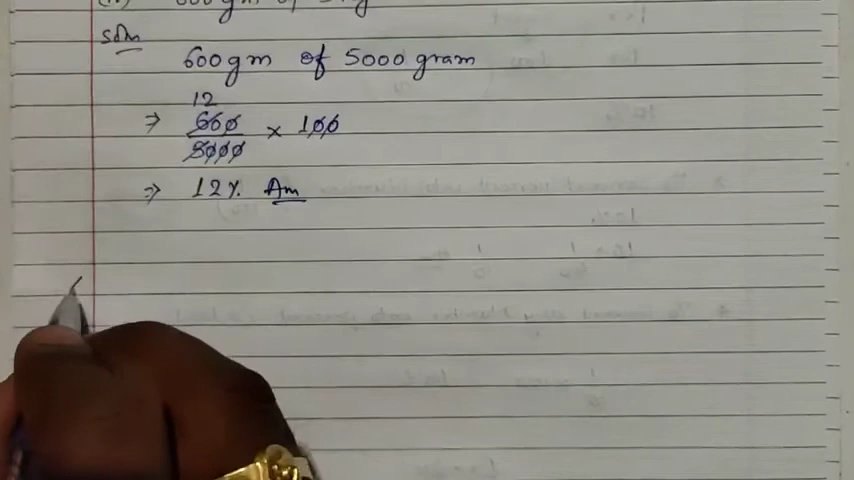 Soln
600gm of 5000 gram
12
⇒ 600/5000 × 100
⇒ 12% Ans